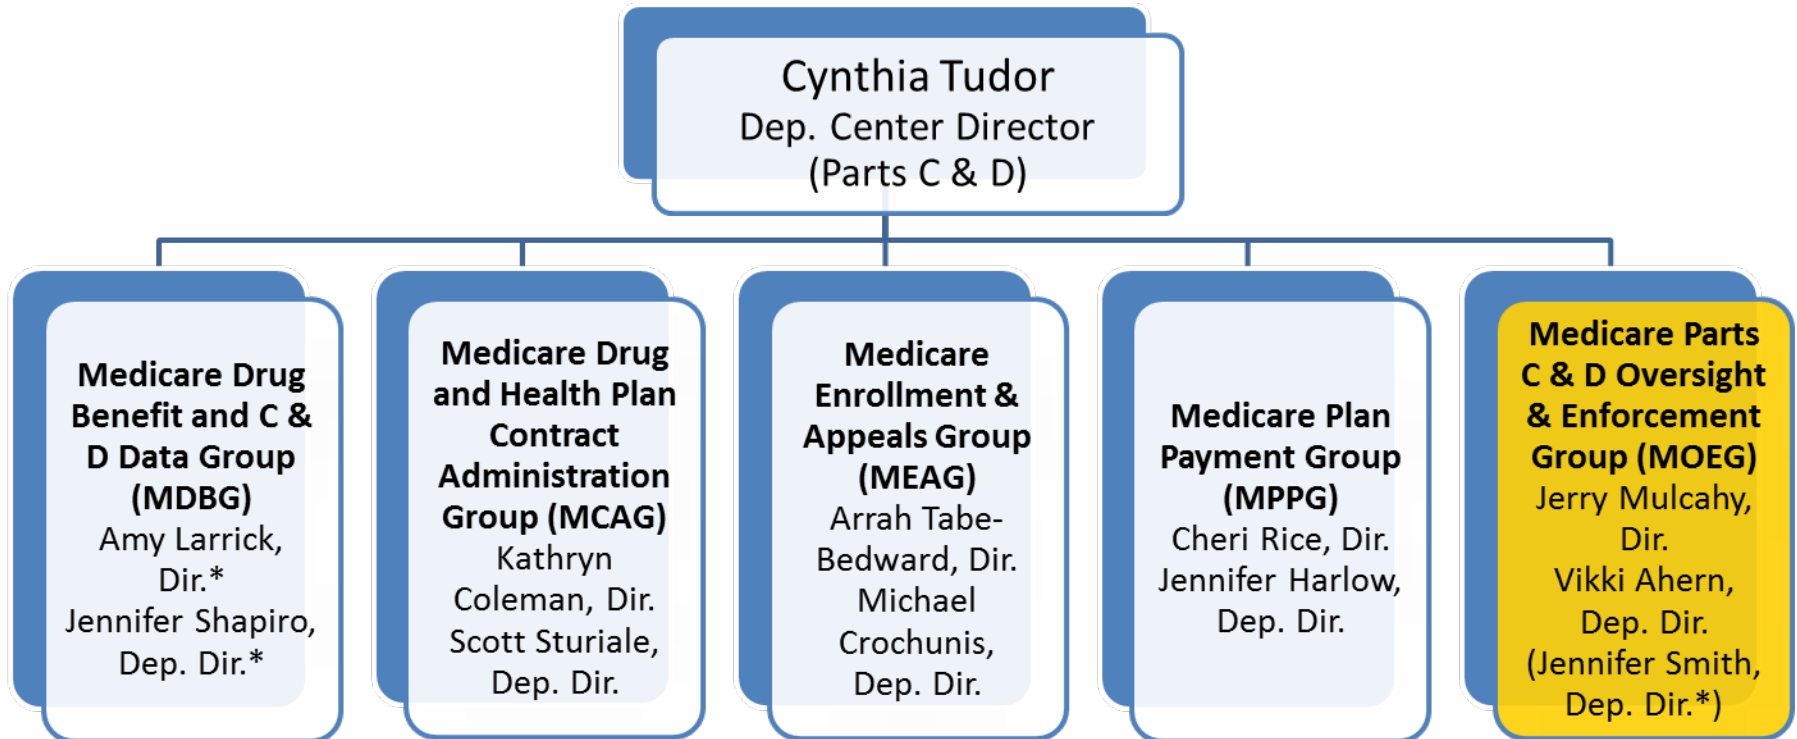 Cynthia Tudor
Dep. Center Director
(Parts C & D)
Medicare Drug
Benefit and C &
D Data Group
(MDBG)
Amy Larrick,
Dir.*
Jennifer Shapiro,
Dep. Dir.*
Medicare Drug
and Health Plan
Contract
Administration
Group (MCAG)
Kathryn
Coleman, Dir.
Scott Sturiale,
Dep. Dir.
Medicare
Enrollment &
Appeals Group
(MEAG)
Arrah Tabe-
Bedward, Dir.
Michael
Crochunis,
Dep. Dir.
Medicare Plan
Payment Group
(MPPG)
Cheri Rice, Dir.
Jennifer Harlow,
Dep. Dir.
Medicare Parts
C & D Oversight
& Enforcement
Group (MOEG)
Jerry Mulcahy,
Dir.
Vikki Ahern,
Dep. Dir.
(Jennifer Smith,
Dep. Dir.*)